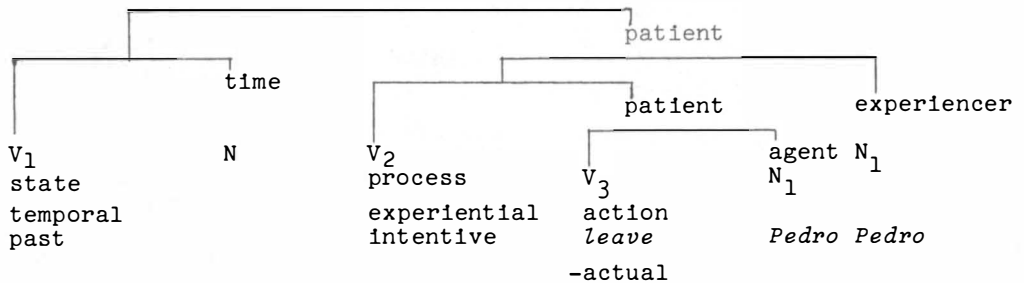 patient
time
patient experiencer
V1 N V2 agent N1
state process V3 N1
temporal experiential action
past intentive leave Pedro Pedro
-actual